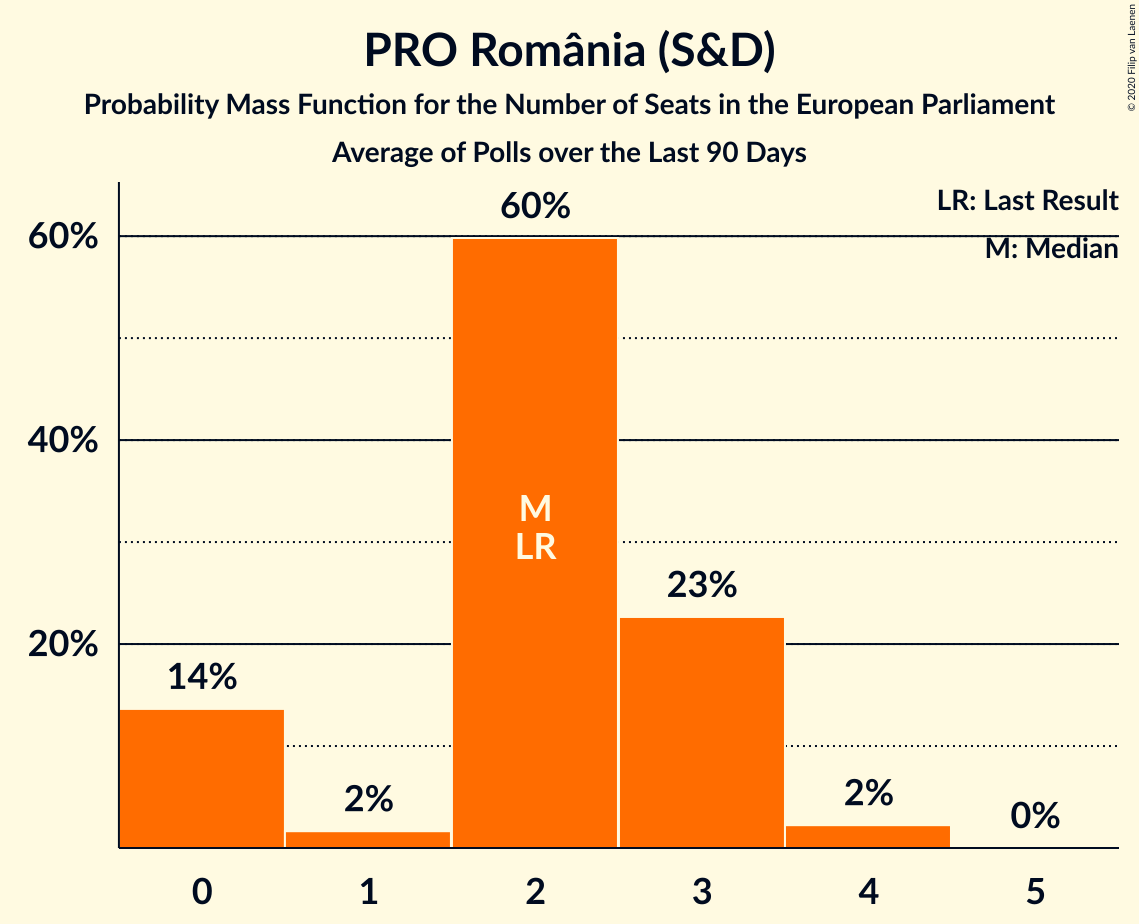 PRO România (S&D)
Probability Mass Function for the Number of Seats in the European Parliament
Average of Polls over the Last 90 Days
© 2020 Filip van Laenen
LR: Last Result
M: Median
60%
40%
20%
14%
2%
60%
M
LR
23%
2%
0%
0 1 2 3 4 5